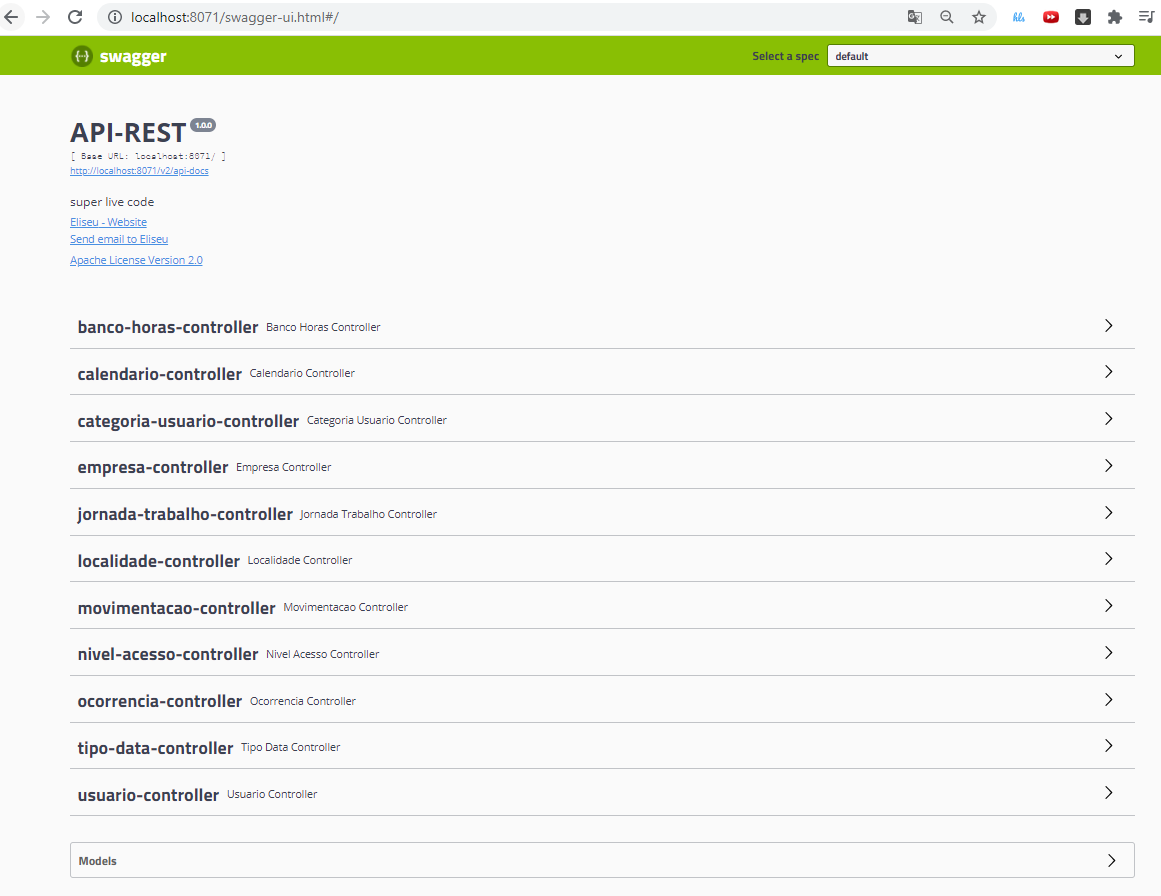 localhost:8071/swagger-ui.html#/
hls
{··} swagger
Select a spec default
API-REST 1.0.0
[ Base URL: localhost:8071/ ]
http://localhost:8071/v2/api-docs
super live code
Eliseu - Website
Send email to Eliseu
Apache License Version 2.0
banco-horas-controller Banco Horas Controller
calendario-controller Calendario Controller
categoria-usuario-controller Categoria Usuario Controller
empresa-controller Empresa Controller
jornada-trabalho-controller Jornada Trabalho Controller
localidade-controller Localidade Controller
movimentacao-controller Movimentacao Controller
nivel-acesso-controller Nivel Acesso Controller
ocorrencia-controller Ocorrencia Controller
tipo-data-controller Tipo Data Controller
usuario-controller Usuario Controller
Models